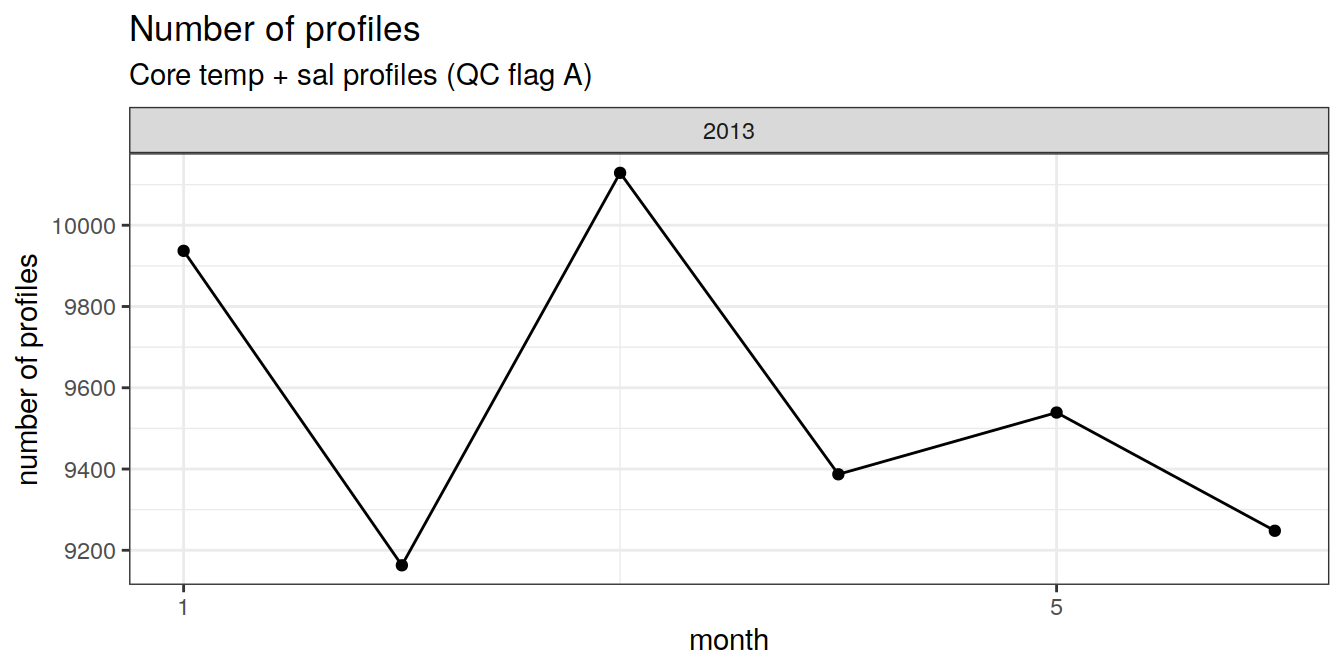 Number of profiles
Core temp + sal profiles (QC flag A)
2013
10000
9800
9600
9400
9200
number of profiles
1 5
month